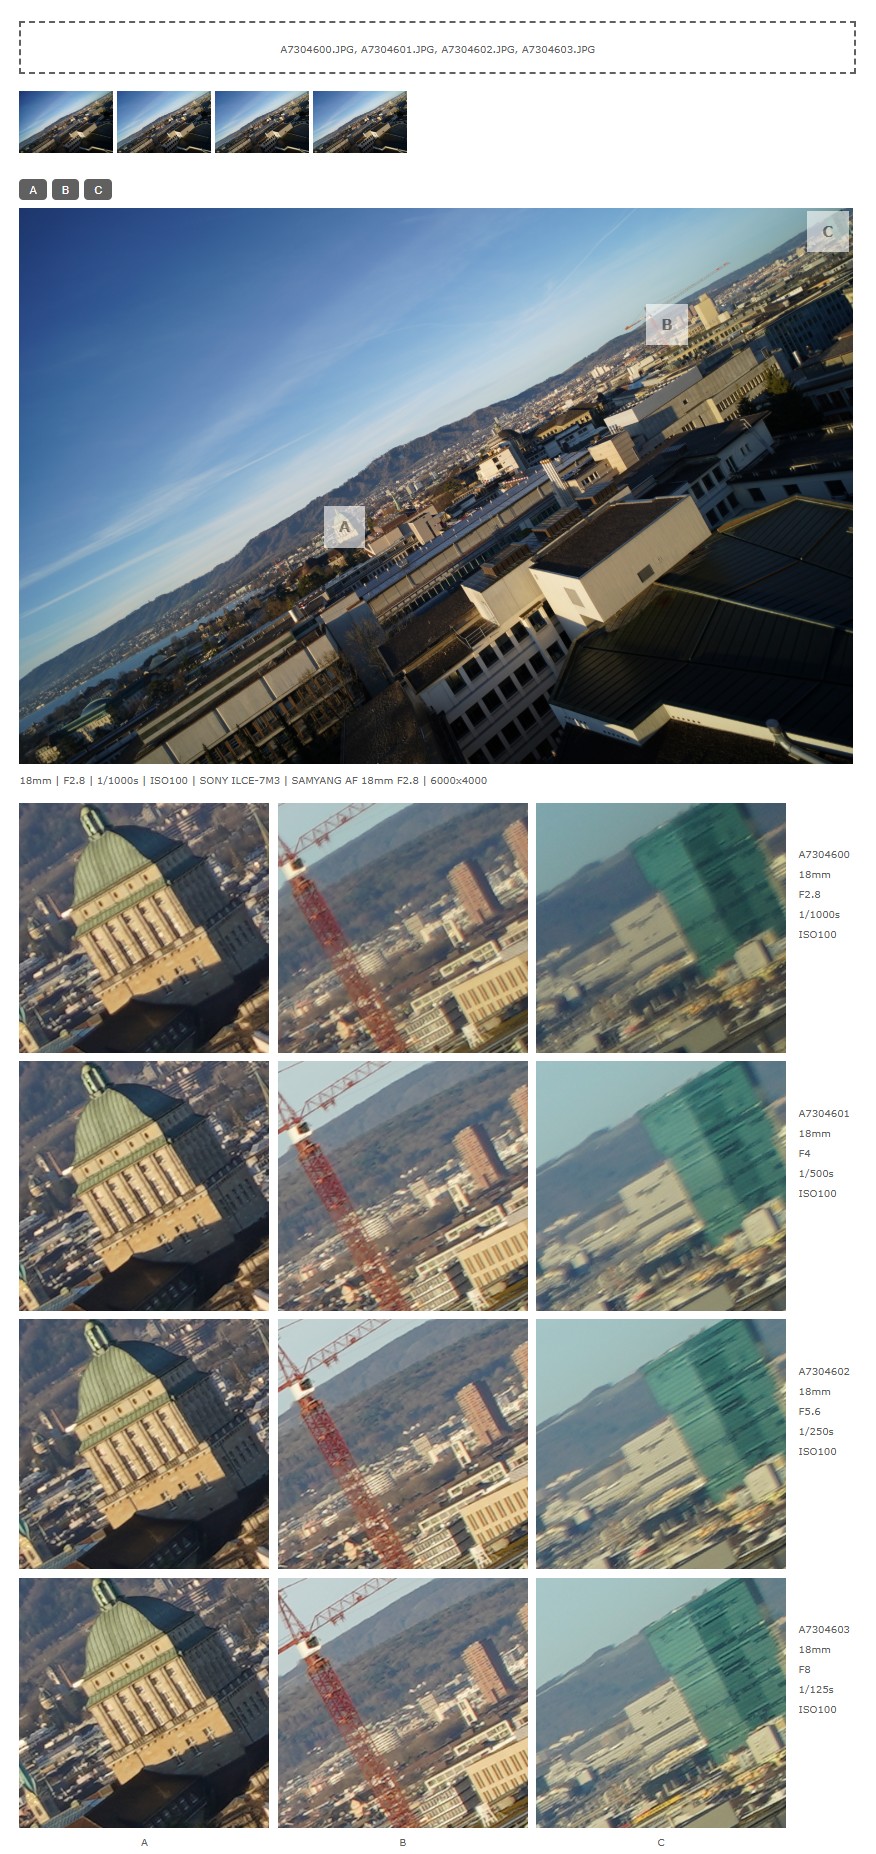 A7304600.JPG, A7304601.JPG, A7304602.JPG, A7304603.JPG
A B C
C
B
A
18mm | F2.8 | 1/1000s | ISO100 | SONY ILCE-7M3 | SAMYANG AF 18mm F2.8 | 6000x4000
A7304600
18mm
F2.8
1/1000s
ISO100
A7304601
18mm
F4
1/500s
ISO100
A7304602
18mm
F5.6
1/250s
ISO100
A7304603
18mm
F8
1/125s
ISO100
A B C